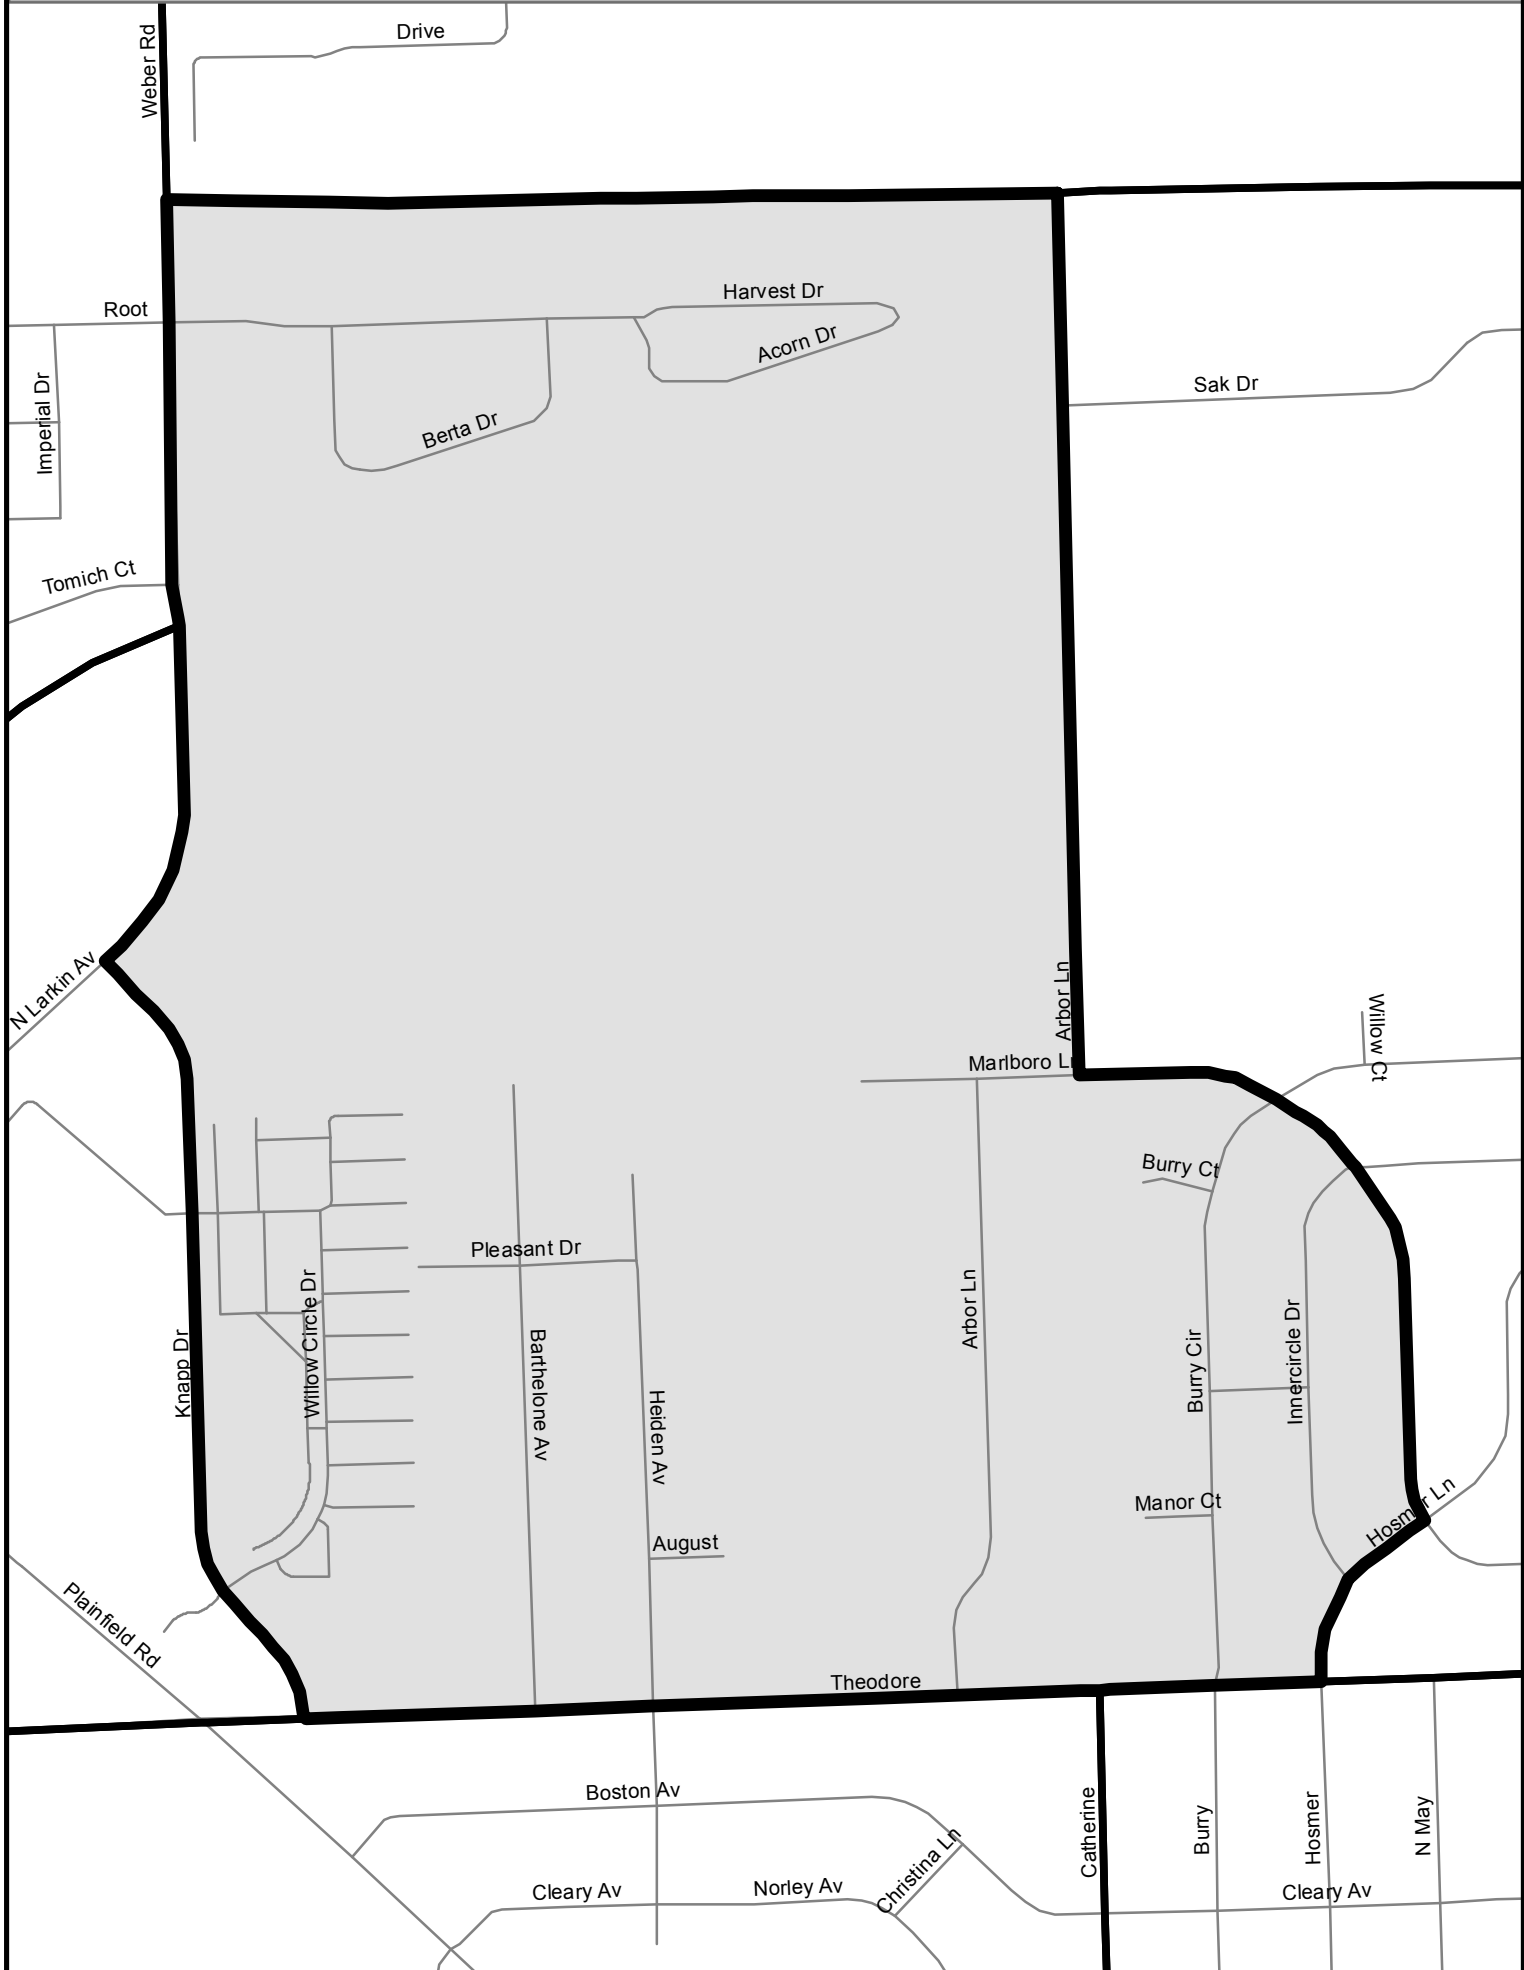 Drive
Weber Rd
Harvest Dr
Root
Acorn Dr
Imperial Dr
Sak Dr
Berta Dr
Tomich Ct
N Larkin Av
Arbor Ln
Willow Ct
Marlboro Ln
Burry Ct
Pleasant Dr
Willow Circle Dr
Arbor Ln
Knapp Dr
Barthelone Av
Burry Cir
Innercircle Dr
Heiden Av
Hosmer Ln
Manor Ct
August
Plainfield Rd
Theodore
Boston Av
Catherine
Burry
Hosmer
N May
Christina Ln
Cleary Av
Norley Av
Cleary Av